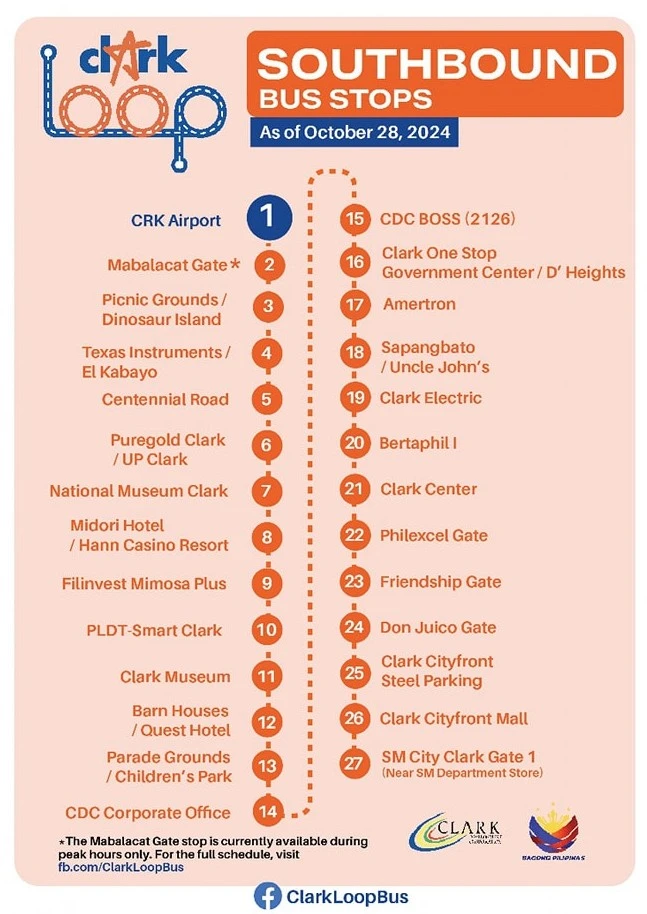 clArk
Loop
SOUTHBOUND
BUS STOPS
As of October 28, 2024
CRK Airport
1
Mabalacat Gate*
2
Picnic Grounds /
Dinosaur Island
3
Texas Instruments /
El Kabayo
4
Centennial Road
5
Puregold Clark
/ UP Clark
6
National Museum Clark
7
Midori Hotel
/ Hann Casino Resort
8
Filinvest Mimosa Plus
9
PLDT-Smart Clark
10
Clark Museum
11
Barn Houses
/ Quest Hotel
12
Parade Grounds
/ Children's Park
13
CDC Corporate Office
14
15
CDC BOSS (2126)
16
Clark One Stop
Government Center / D' Heights
17
Amertron
18
Sapangbato
/ Uncle John's
19
Clark Electric
20
Bertaphil I
21
Clark Center
22
Philexcel Gate
23
Friendship Gate
24
Don Juico Gate
25
Clark Cityfront
Steel Parking
26
Clark Cityfront Mall
27
SM City Clark Gate 1
(Near SM Department Store)
*The Mabalacat Gate stop is currently available during
peak hours only. For the full schedule, visit
fb.com/ClarkLoopBus
CLARK
BAGONG PILIPINAS
ClarkLoopBus